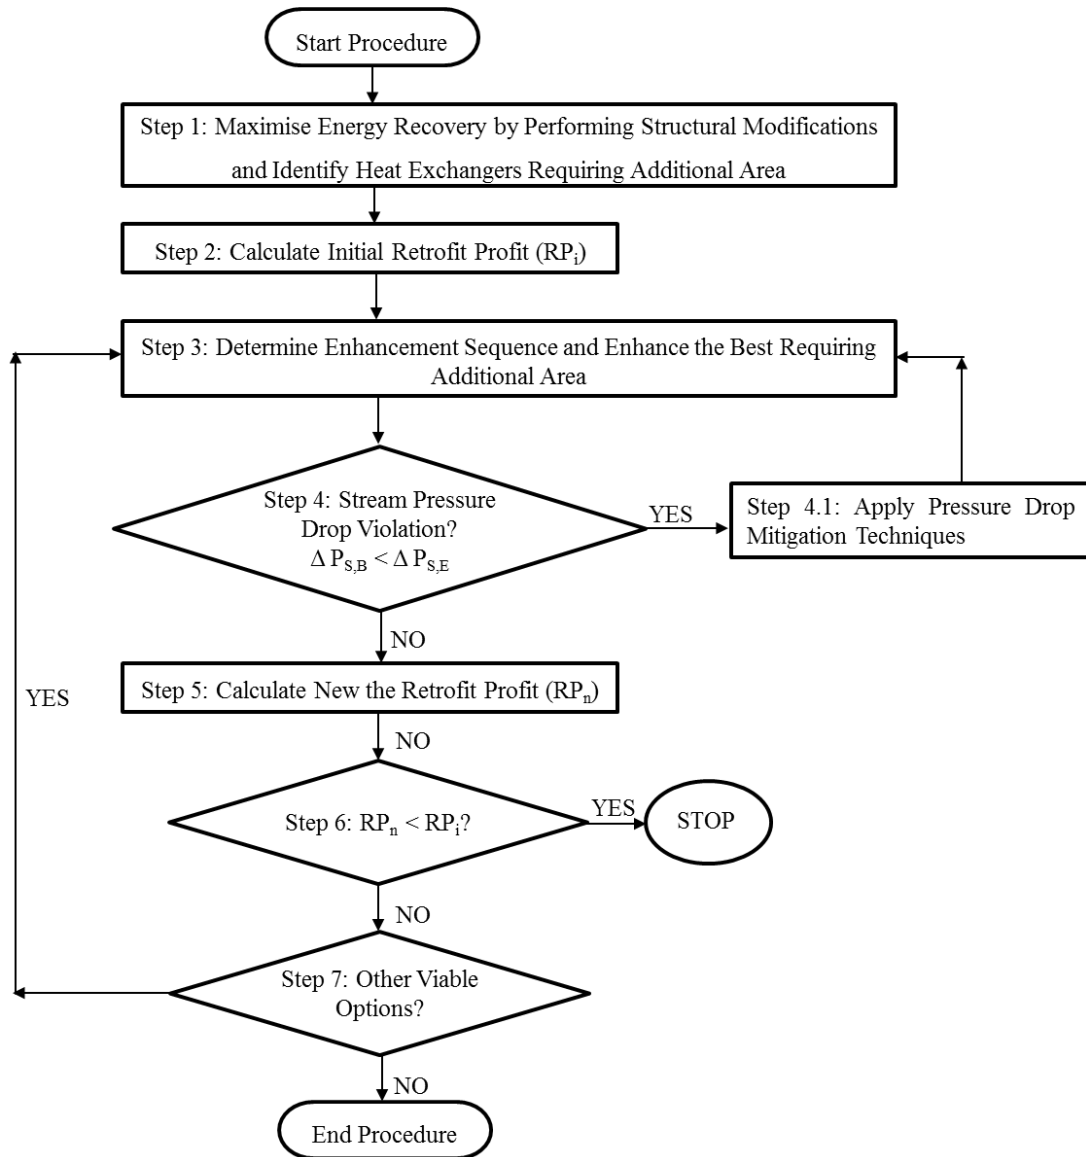 Start Procedure
Step 1: Maximise Energy Recovery by Performing Structural Modifications
and Identify Heat Exchangers Requiring Additional Area
Step 2: Calculate Initial Retrofit Profit (RPi)
Step 3: Determine Enhancement Sequence and Enhance the Best Requiring
Additional Area
Step 4: Stream Pressure
Drop Violation?
Δ PS,B < Δ PS,E
YES
Step 4.1: Apply Pressure Drop
Mitigation Techniques
NO
Step 5: Calculate New the Retrofit Profit (RPn)
YES
NO
Step 6: RPn < RPi?
YES
STOP
NO
Step 7: Other Viable
Options?
NO
End Procedure